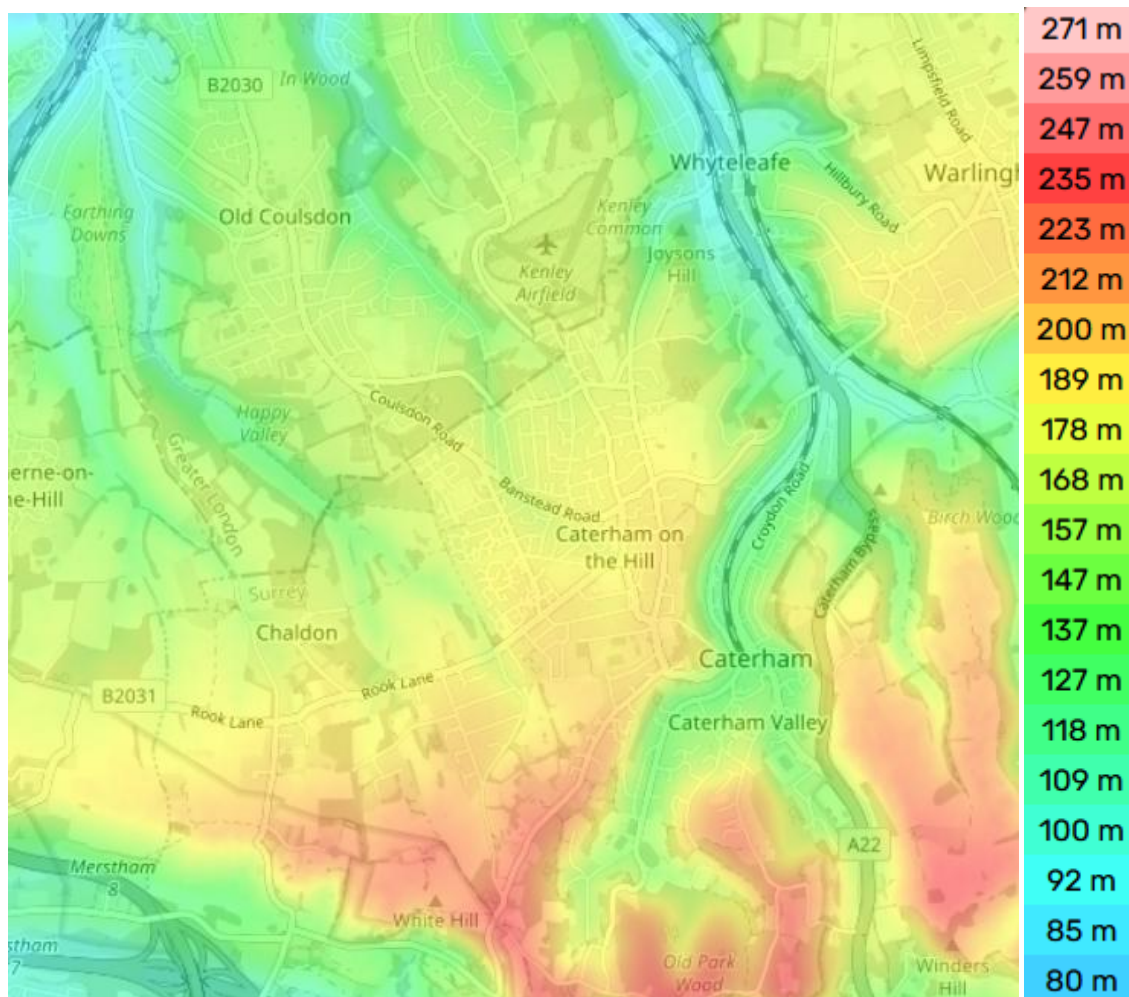 B2030
In Wood
Limpsfield Road
Whyteleafe
Hillbury Road
Warlingh
Farthing
Downs
Old Coulsdon
Kenley
Common
Joysons
Hill
Kenley
Airfield
Happy
Valley
Coulsdon Road
Greater London
erne-on-
e-Hill
Banstead Road
Croydon Road
Birch Wood
Caterham on
the Hill
Caterham Bypass
Surrey
Chaldon
Caterham
Rook Lane
B2031
Rook Lane
Caterham Valley
A22
Merstham
8
White Hill
stham
7
Old Park
Wood
Winders
Hill
271 m
259 m
247 m
235 m
223 m
212 m
200 m
189 m
178 m
168 m
157 m
147 m
137 m
127 m
118 m
109 m
100 m
92 m
85 m
80 m